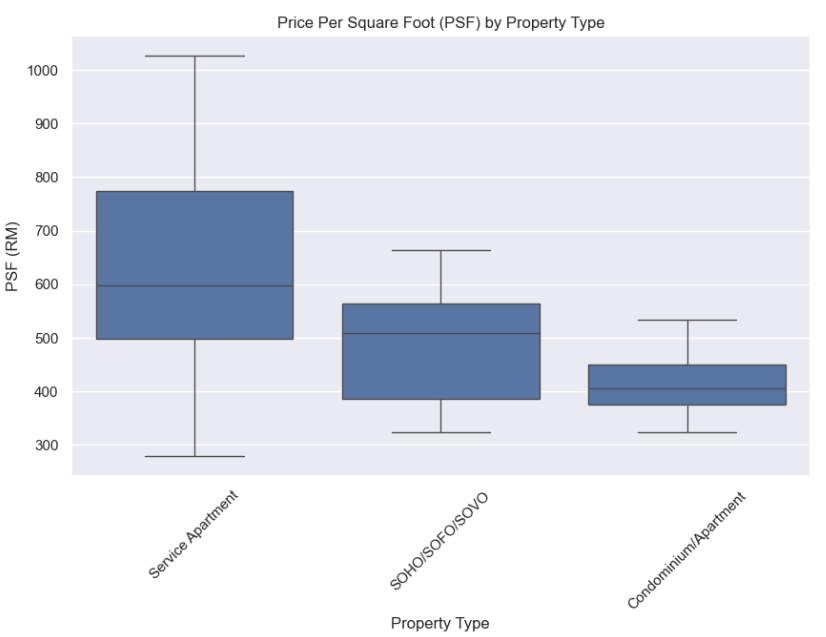 Price Per Square Foot (PSF) by Property Type
PSF (RM)
1000
900
800
700
600
500
400
300
Service Apartment
SOHO/SOFO/SOVO
Condominium/Apartment
Property Type